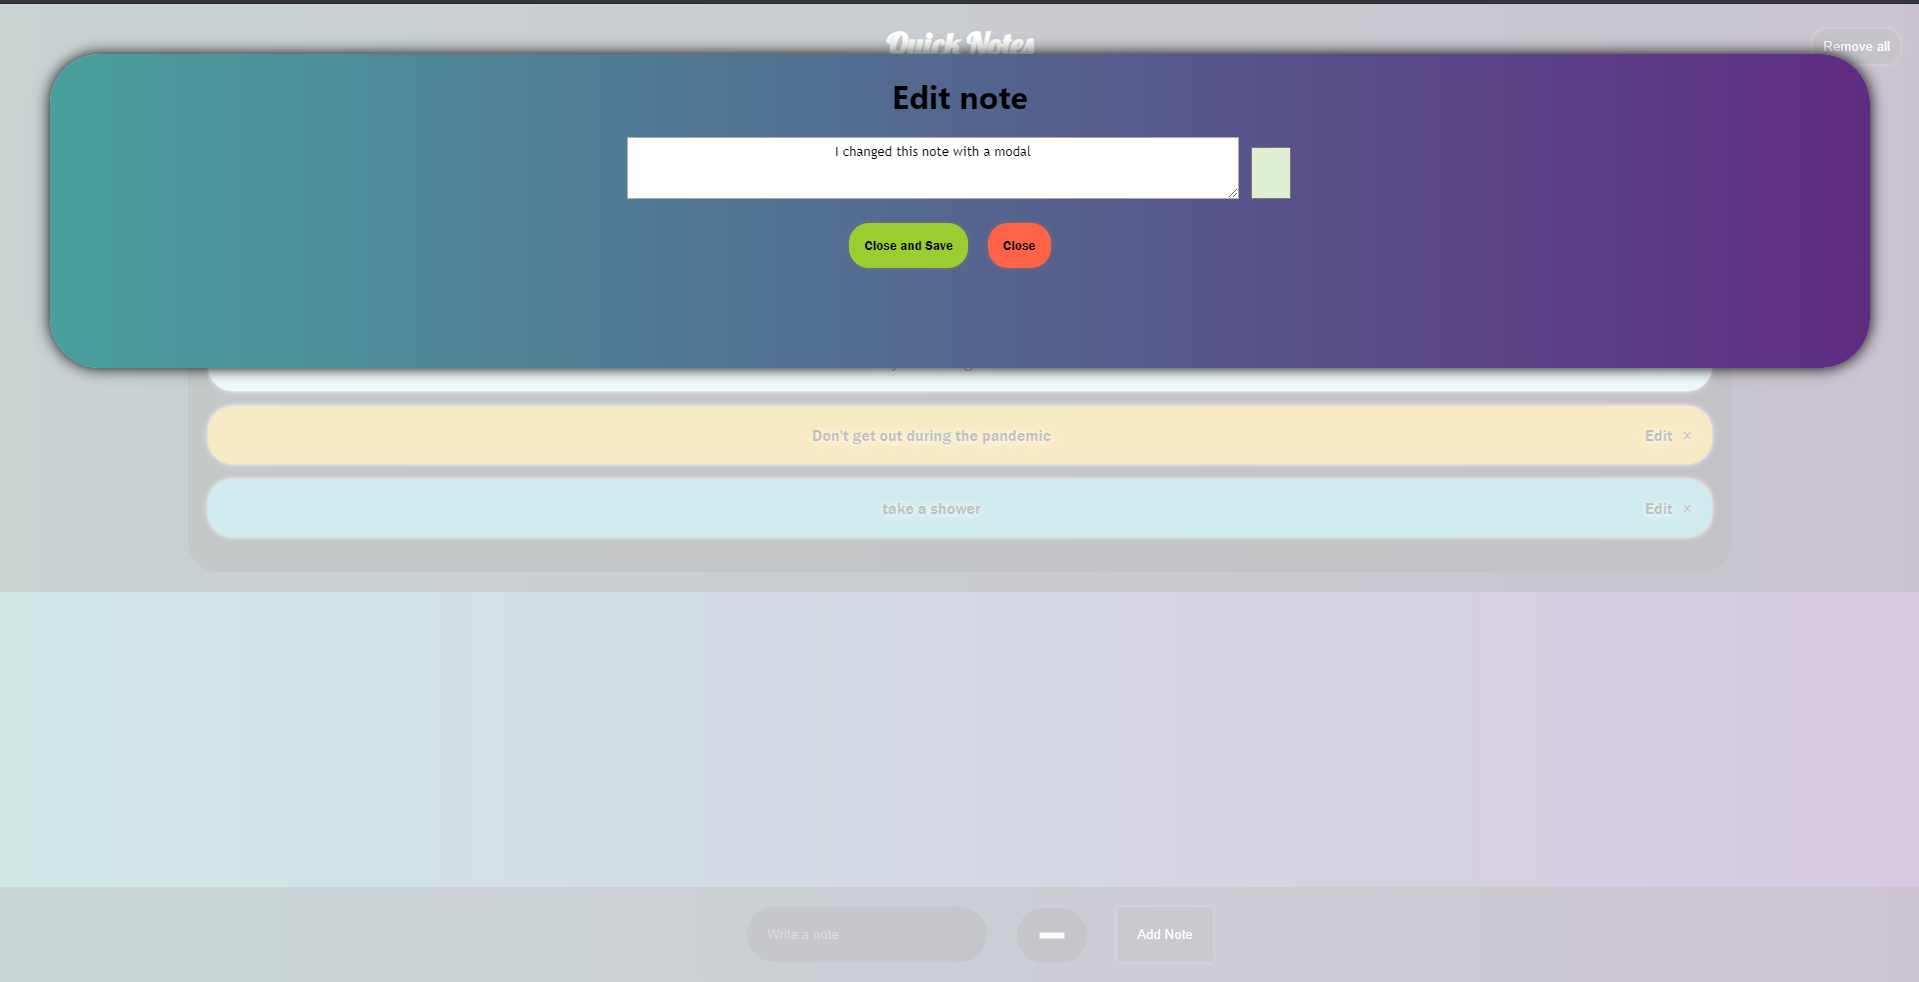 Quick Notes
Remove all
Edit note
I changed this note with a modal
Close and Save
Close
Don't get out during the pandemic
Edit ×
take a shower
Edit ×
Write a note
Add Note